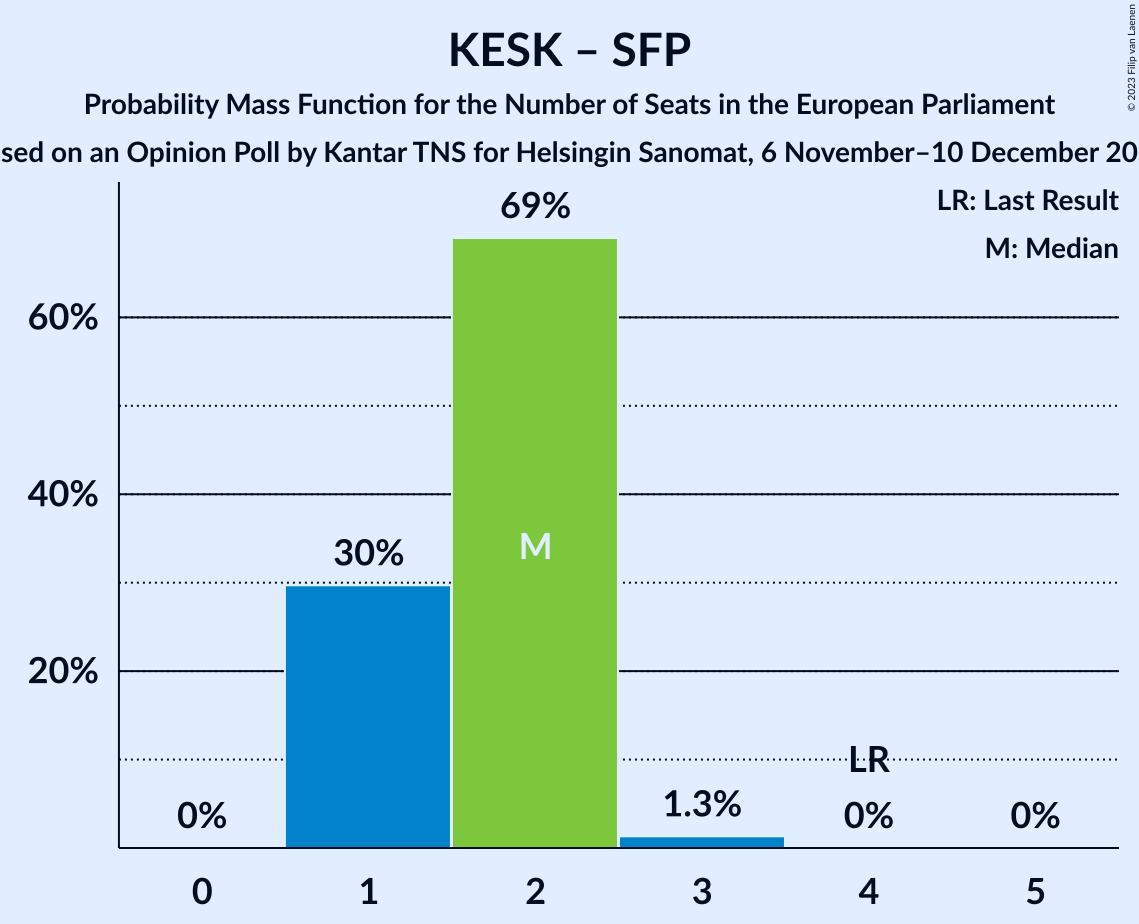 KESK – SFP
Probability Mass Function for the Number of Seats in the European Parliament
sed on an Opinion Poll by Kantar TNS for Helsingin Sanomat, 6 November–10 December 20
© 2023 Filip van Laenen
LR: Last Result
M: Median
69%
60%
40%
M
30%
20%
LR
1.3%
0%
0%
0%
0 1 2 3 4 5